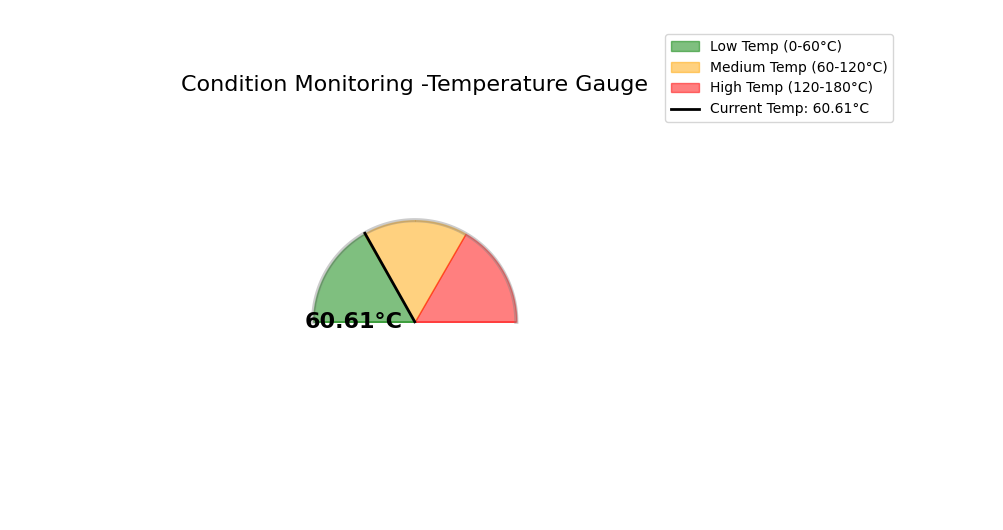 Condition Monitoring -Temperature Gauge
Low Temp (0-60°C)
Medium Temp (60-120°C)
High Temp (120-180°C)
Current Temp: 60.61°C
60.61°C